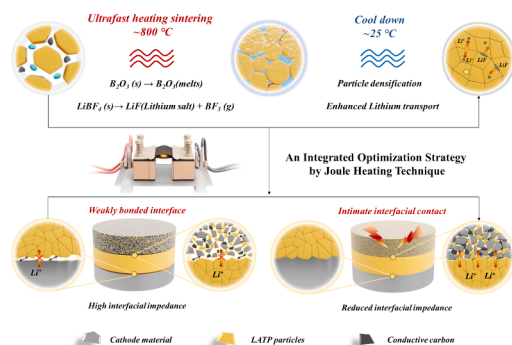 Ultrafast heating sintering
~800 ℃
Cool down
~25 ℃
B₂O₃ (s) → B₂O₃(melts)
LiBF₄ (s)→ LiF(Lithium salt) + BF₃ (g)
Particle densification
Enhanced Lithium transport
Li⁺
LiF
Li⁺
LiF
An Integrated Optimization Strategy
by Joule Heating Technique
Weakly bonded interface
Intimate interfacial contact
Li⁺
Li⁺
Li⁺
Li⁺
High interfacial impedance
Reduced interfacial impedance
Cathode material
LATP particles
Conductive carbon